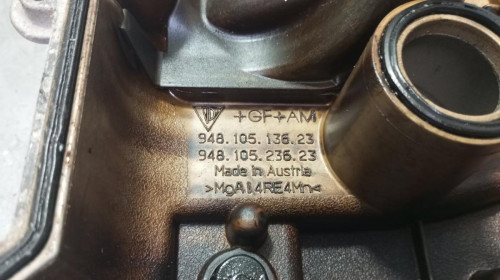 +GF+AM
948.105.136.23
948.105.236.23
Made in Austria
>MgAl4RE4Mn<